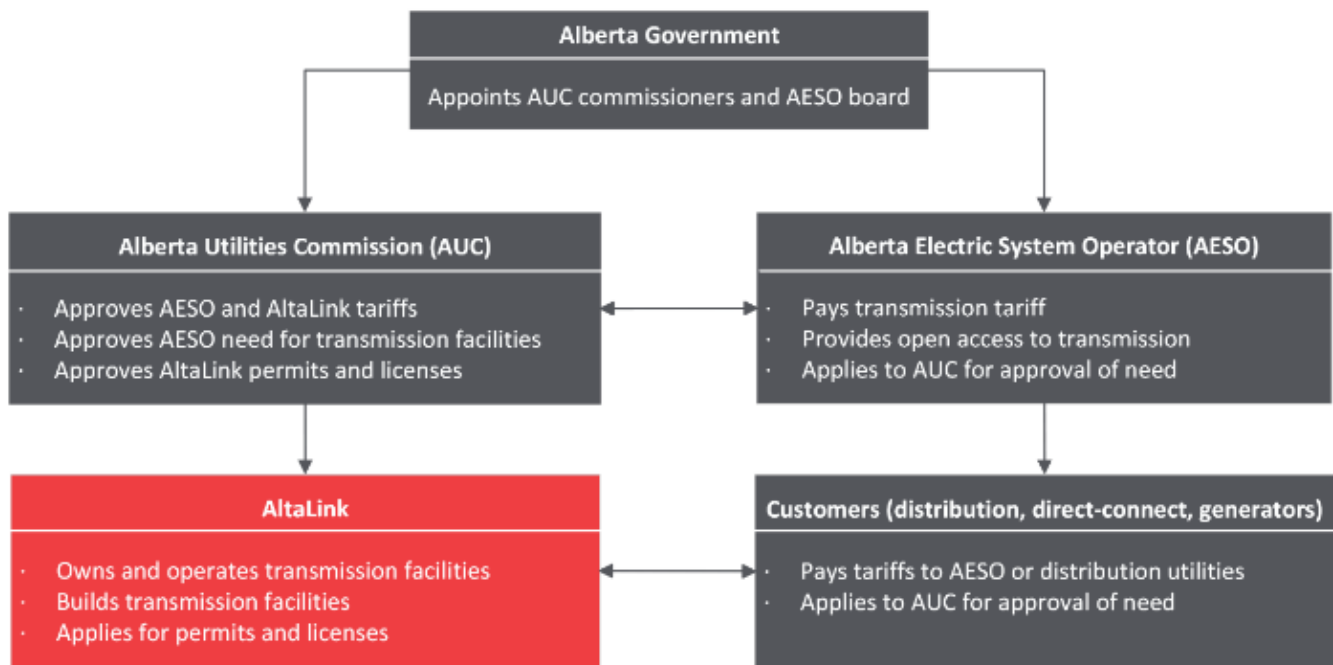 Alberta Government
Appoints AUC commissioners and AESO board
Alberta Utilities Commission (AUC)
· Approves AESO and AltaLink tariffs
· Approves AESO need for transmission facilities
· Approves AltaLink permits and licenses
Alberta Electric System Operator (AESO)
· Pays transmission tariff
· Provides open access to transmission
· Applies to AUC for approval of need
AltaLink
· Owns and operates transmission facilities
· Builds transmission facilities
· Applies for permits and licenses
Customers (distribution, direct-connect, generators)
· Pays tariffs to AESO or distribution utilities
· Applies to AUC for approval of need